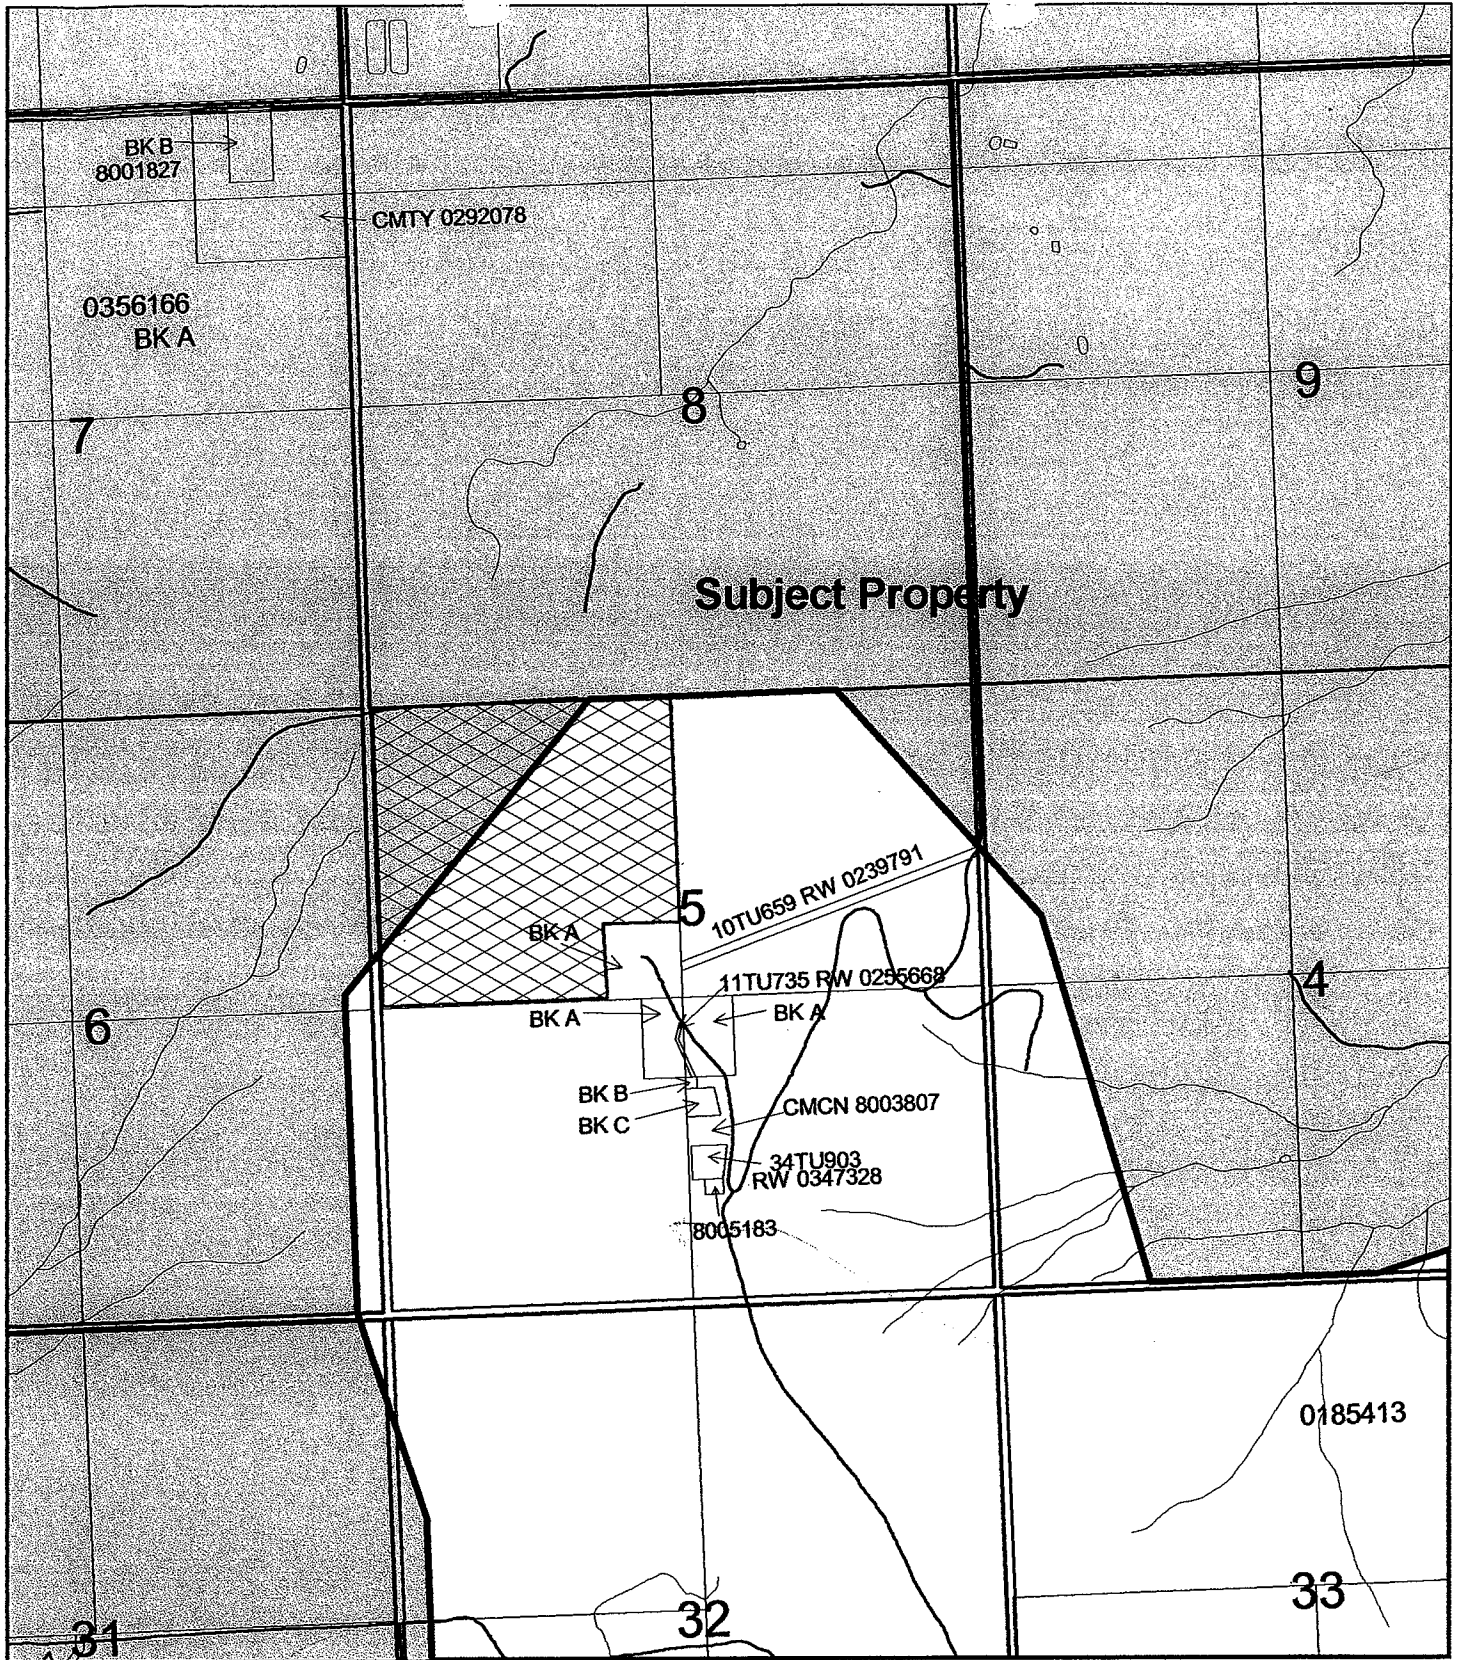 BK B
8001827
CMTY 0292078
0356166
BK A
7
8
9
Subject Property
10TU659 RW 0239791
5
BK A
11TU735 RW 0255668
4
6
BK A
BK A
BK B
BK C
CMCN 8003807
34TU903
RW 0347328
8005183
0185413
31
32
33